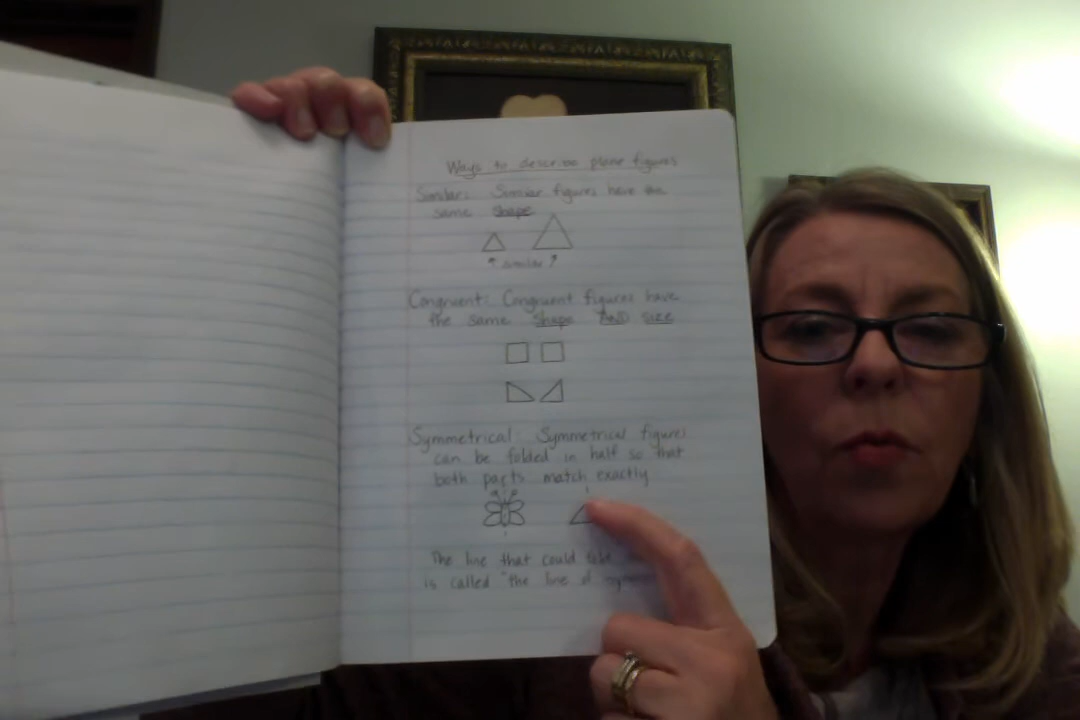 Ways to describe plane figures
Similar: Similar figures have the
same shape
similar
Congruent: Congruent figures have
the same shape AND size
Symmetrical: Symmetrical figures
can be folded in half so that
both parts match exactly
The line that could
is called "the line of